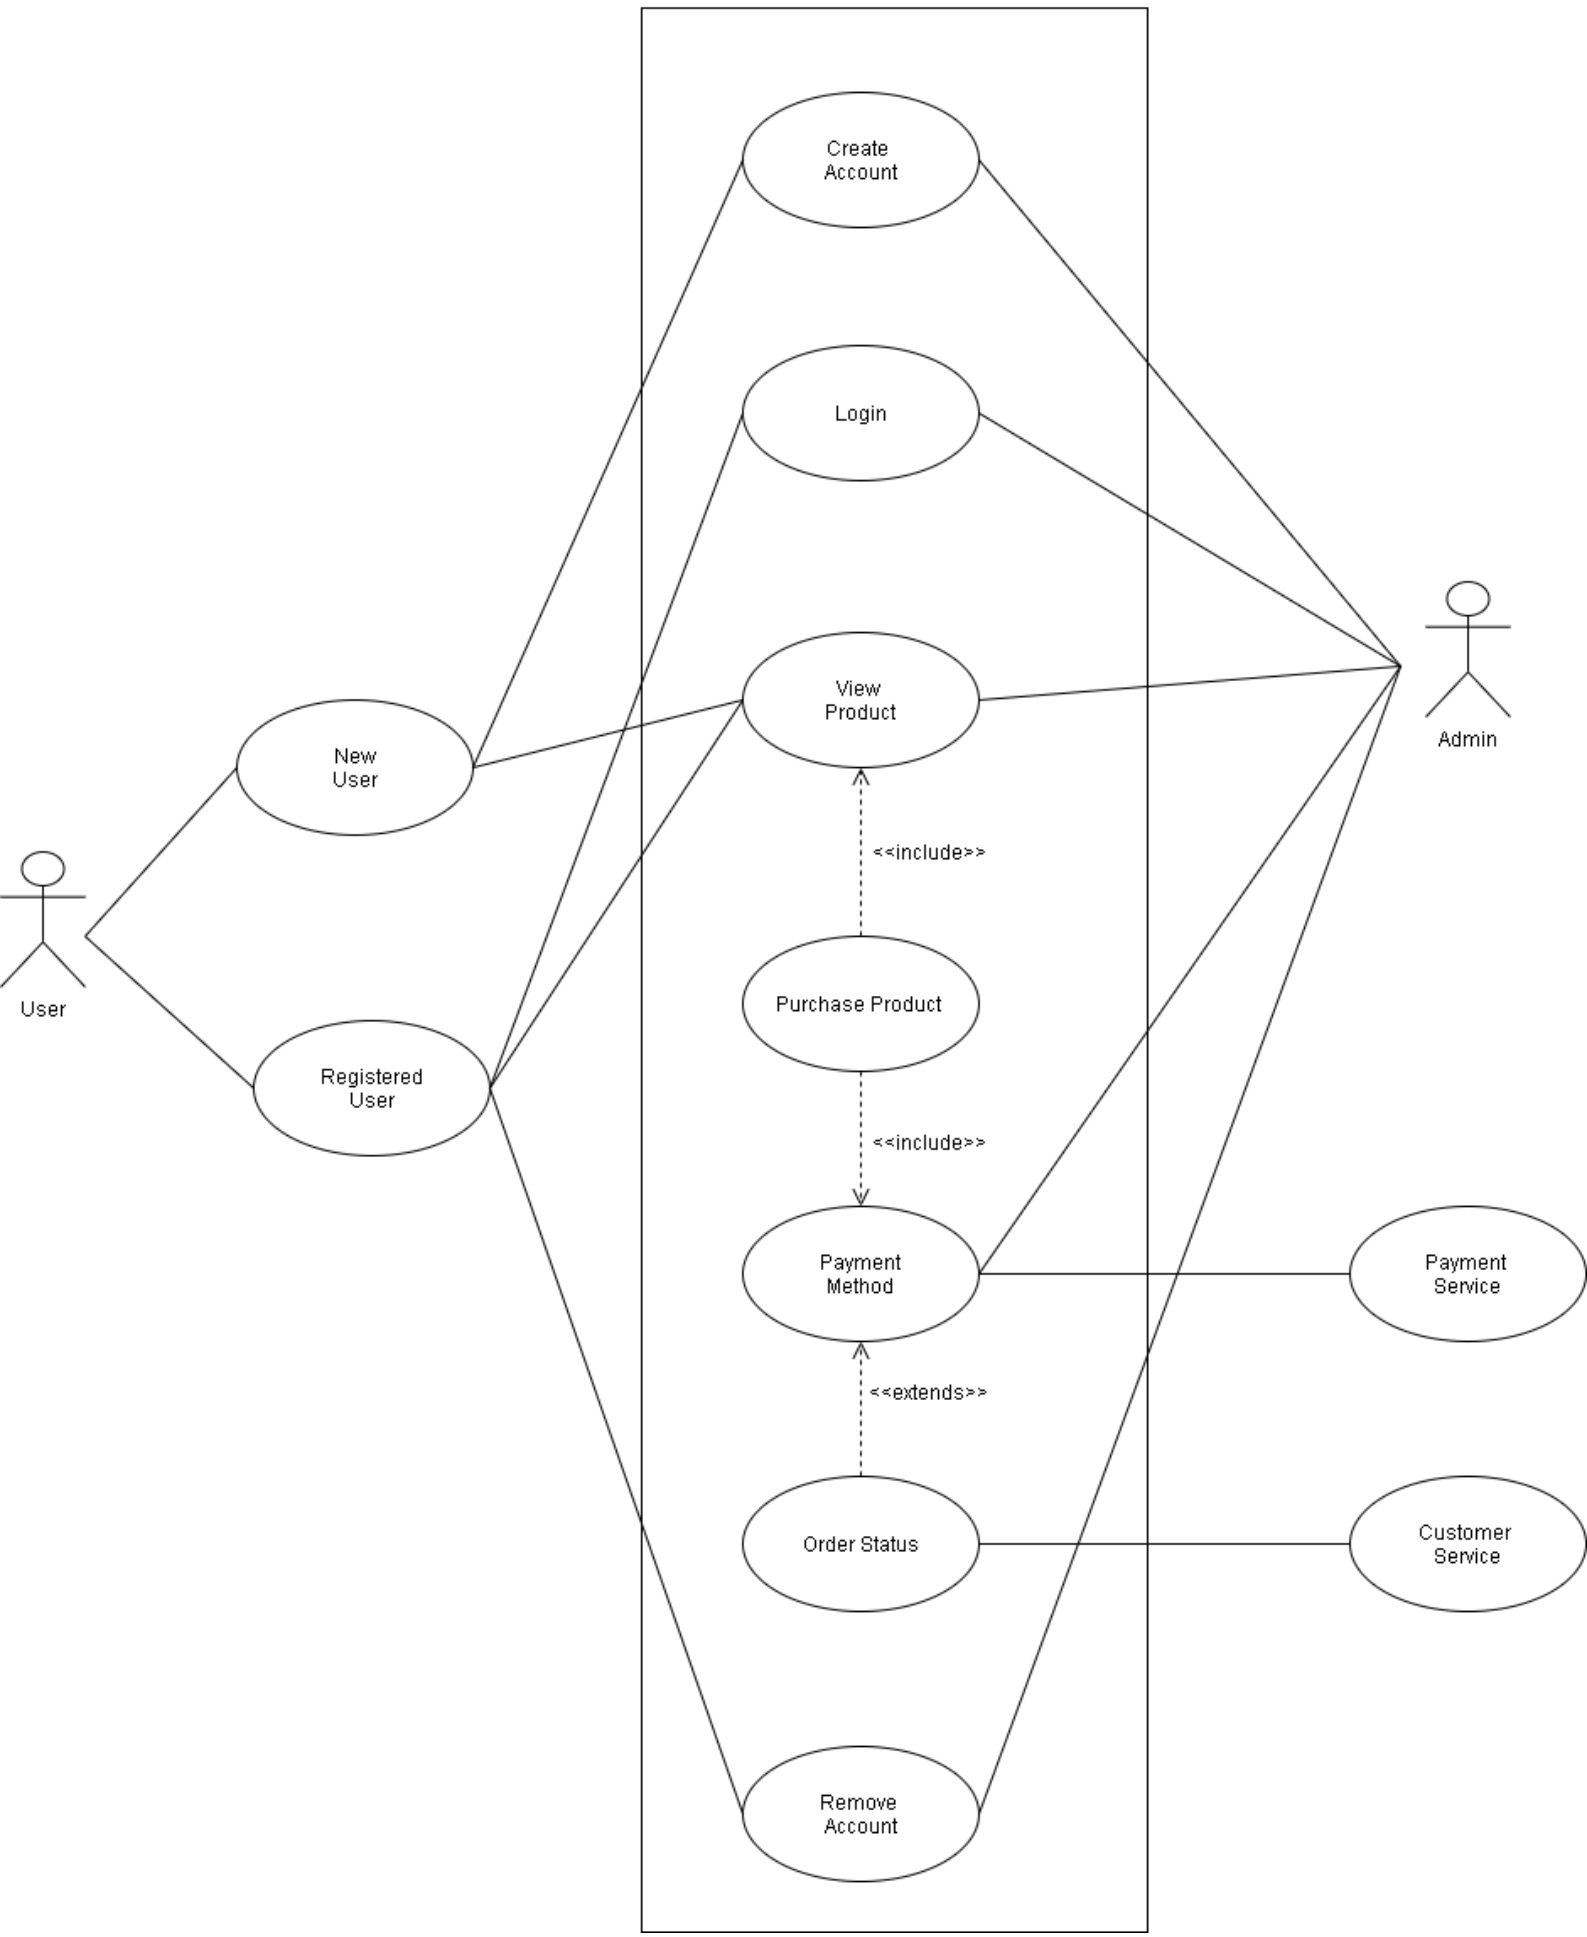 Create
Account
Login
View
Product
New
User
Admin
<<include>>
User
Purchase Product
Registered
User
<<include>>
Payment
Method
Payment
Service
<<extends>>
Order Status
Customer
Service
Remove
Account